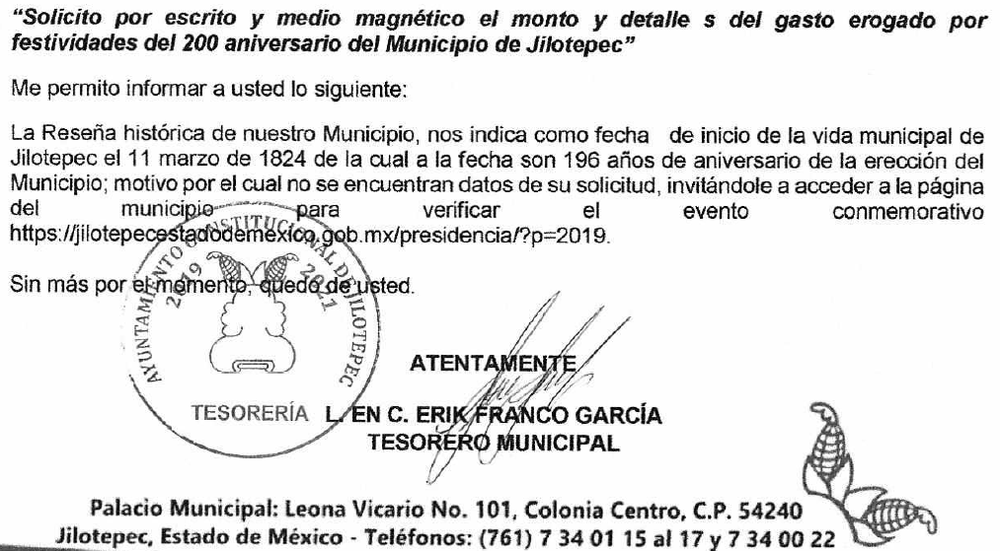 “Solicito por escrito y medio magnético el monto y detalle s del gasto erogado por
festividades del 200 aniversario del Municipio de Jilotepec”
Me permito informar a usted lo siguiente:
La Reseña histórica de nuestro Municipio, nos indica como fecha de inicio de la vida municipal de
Jilotepec el 11 marzo de 1824 de la cual a la fecha son 196 años de aniversario de la erección del
Municipio; motivo por el cual no se encuentran datos de su solicitud, invitándole a acceder a la página
del municipio para verificar el evento conmemorativo
https://jilotepecestadodemexico.gob.mx/presidencia/?p=2019.
Sin más por el momento, quedo de usted.
AYUNTAMIENTO CONSTITUCIONAL DE JILOTEPEC
2019 2021
ATENTAMENTE
TESORERÍA L. EN C. ERIK FRANCO GARCÍA
TESORERO MUNICIPAL
Palacio Municipal: Leona Vicario No. 101, Colonia Centro, C.P. 54240
Jilotepec, Estado de México - Teléfonos: (761) 7 34 01 15 al 17 y 7 34 00 22